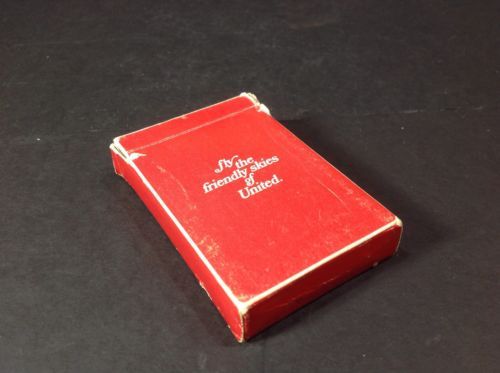 fly
the
friendly skies
of
United.